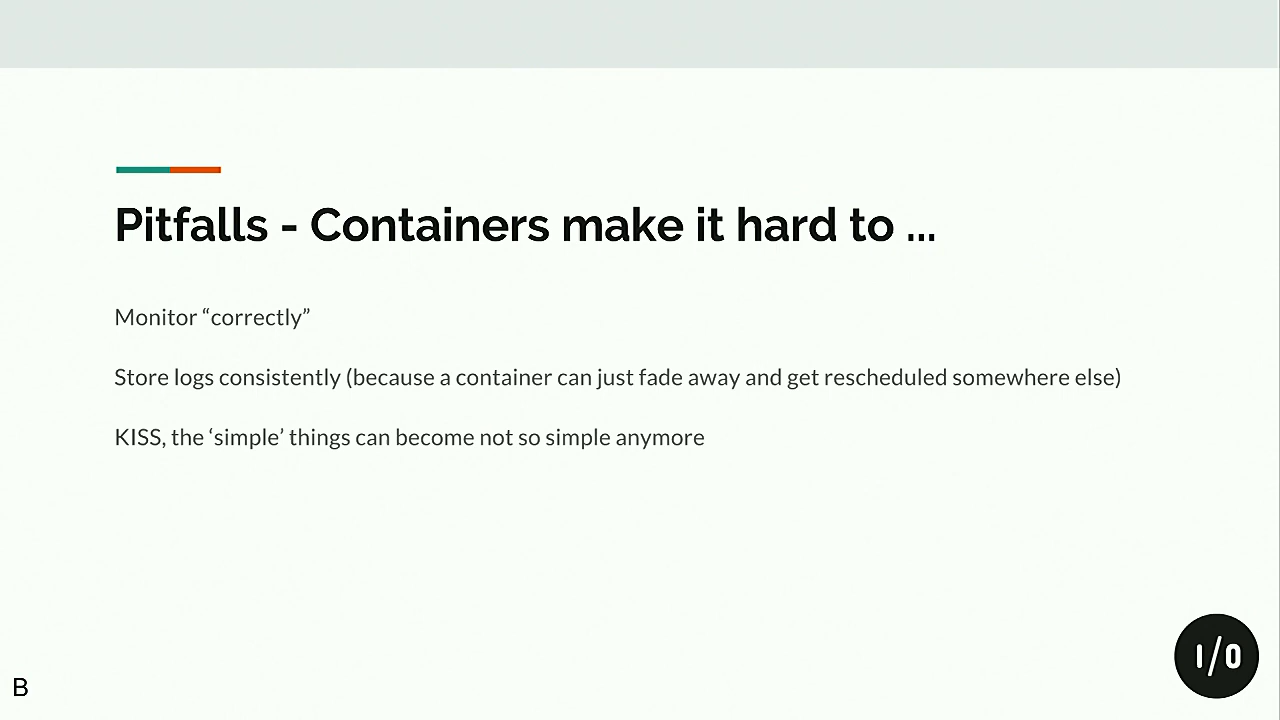 Pitfalls - Containers make it hard to ...
Monitor “correctly”
Store logs consistently (because a container can just fade away and get rescheduled somewhere else)
KISS, the ‘simple’ things can become not so simple anymore
I/O
B